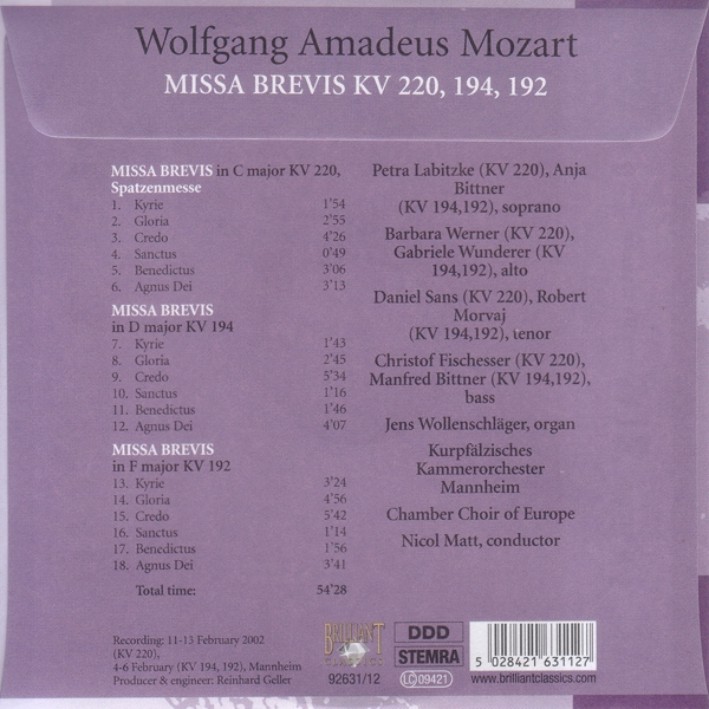 Wolfgang Amadeus Mozart
MISSA BREVIS KV 220, 194, 192
MISSA BREVIS in C major KV 220,
Spatzenmesse
1. Kyrie 1'54
2. Gloria 2'55
3. Credo 4'26
4. Sanctus 0'49
5. Benedictus 3'06
6. Agnus Dei 3'13
MISSA BREVIS
in D major KV 194
7. Kyrie 1'43
8. Gloria 2'45
9. Credo 5'34
10. Sanctus 1'16
11. Benedictus 1'46
12. Agnus Dei 4'07
MISSA BREVIS
in F major KV 192
13. Kyrie 3'24
14. Gloria 4'56
15. Credo 5'42
16. Sanctus 1'14
17. Benedictus 1'56
18. Agnus Dei 3'41
Total time: 54'28
Petra Labitzke (KV 220), Anja
Bittner
(KV 194,192), soprano
Barbara Werner (KV 220),
Gabriele Wunderer (KV
194,192), alto
Daniel Sans (KV 220), Robert
Morvaj
(KV 194,192), tenor
Christof Fischesser (KV 220),
Manfred Bittner (KV 194,192),
bass
Jens Wollenschläger, organ
Kurpfälzisches
Kammerorchester
Mannheim
Chamber Choir of Europe
Nicol Matt, conductor
Recording: 11-13 February 2002
(KV 220),
4-6 February (KV 194, 192), Mannheim
Producer & engineer: Reinhard Geller
BRILLIANT
CLASSICS
92631/12
DDD
STEMRA
LC 09421
5 028421 631127
www.brilliantclassics.com